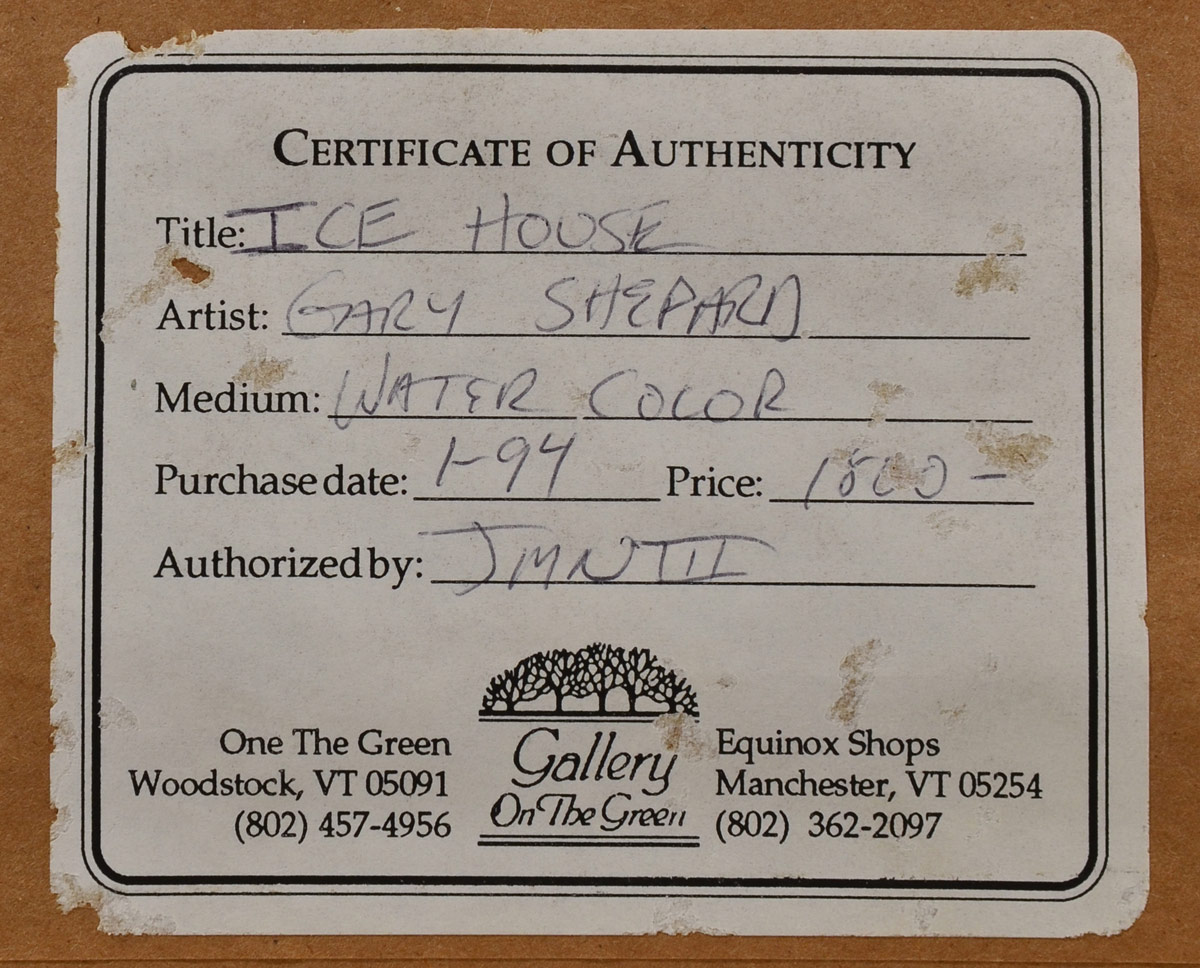 CERTIFICATE OF AUTHENTICITY
Title: ICE HOUSE
Artist: GARY SHEPARD
Medium: WATER COLOR
Purchase date: 1-94 Price: 1800-
Authorized by: JMNTII
One The Green
Woodstock, VT 05091
(802) 457-4956
Gallery
On The Green
Equinox Shops
Manchester, VT 05254
(802) 362-2097